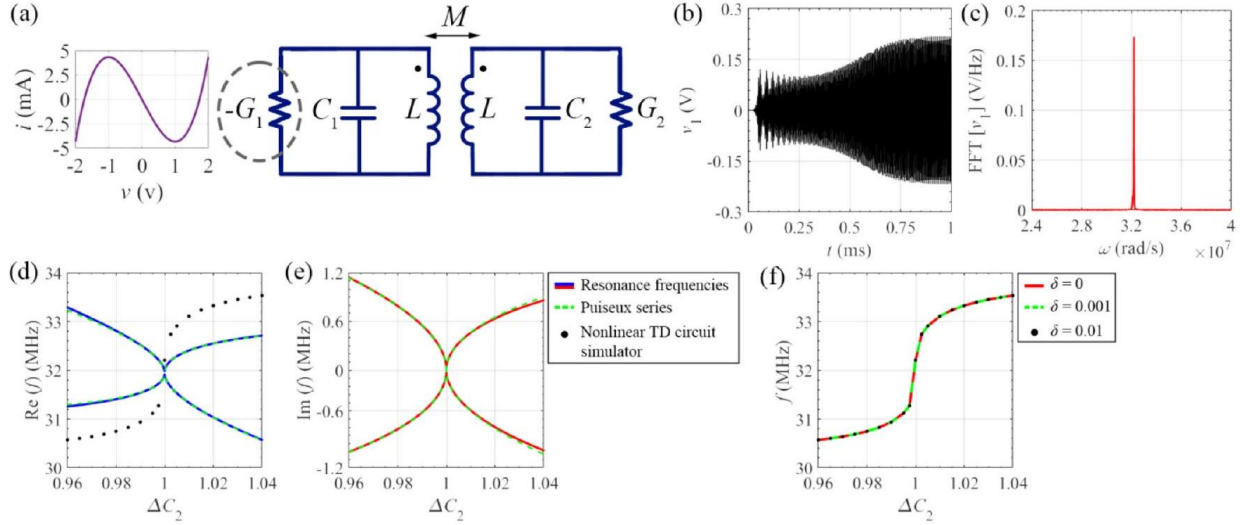 (a)
i (mA)
5
2.5
0
-2.5
-5
-2 -1 0 1 2
v (v)
-G1
C1
L
M
L
C2
G2
(b)
v1 (V)
0.3
0.15
0
-0.15
-0.3
0 0.25 0.5 0.75 1
t (ms)
(c)
FFT [v1] (V/Hz)
0.2
0.15
0.1
0.05
0
2.4 2.8 3.2 3.6 4
ω (rad/s) ×10^7
(d)
Re (f) (MHz)
34
33
32
31
30
0.96 0.98 1 1.02 1.04
ΔC2
(e)
Im (f) (MHz)
1.2
0.6
0
-0.6
-1.2
0.96 0.98 1 1.02 1.04
ΔC2
Resonance frequencies
Puiseux series
Nonlinear TD circuit
simulator
(f)
f (MHz)
34
33
32
31
30
0.96 0.98 1 1.02 1.04
ΔC2
δ = 0
δ = 0.001
δ = 0.01